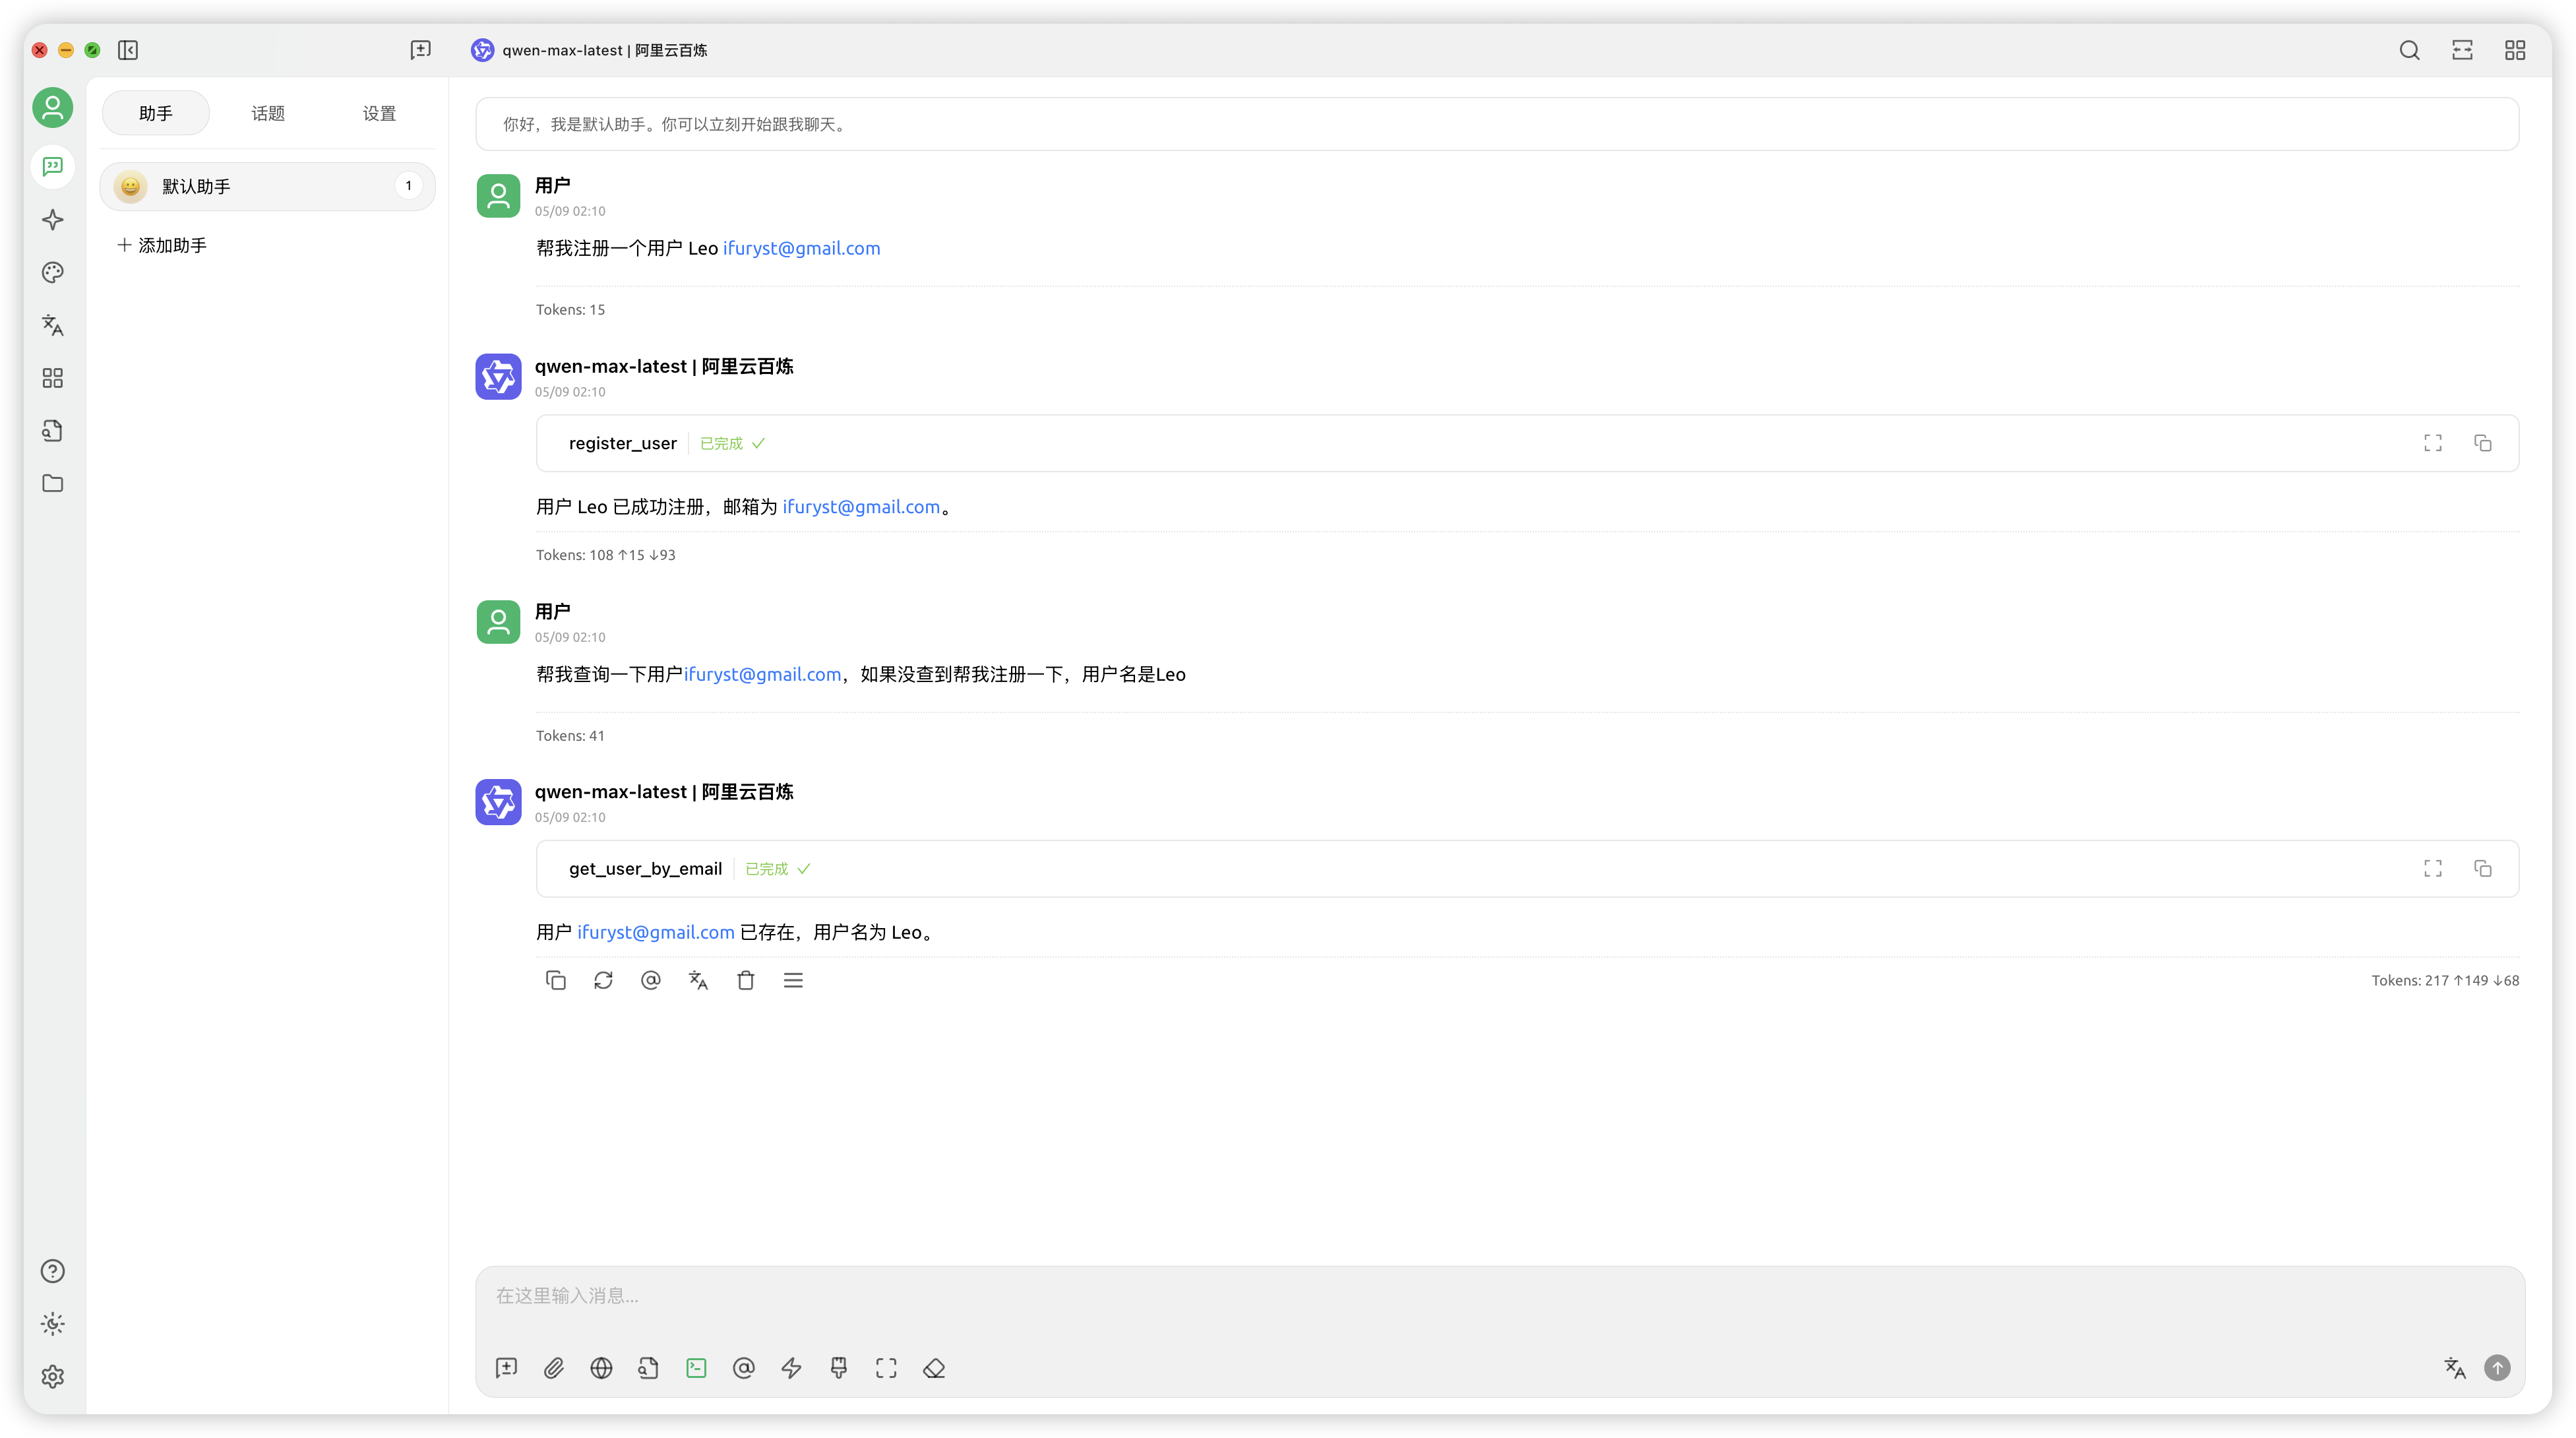 qwen-max-latest | 阿里云百炼
助手
话题
设置
默认助手
1
添加助手
你好，我是默认助手。你可以立刻开始跟我聊天。
用户
05/09 02:10
帮我注册一个用户 Leo ifuryst@gmail.com
Tokens: 15
qwen-max-latest | 阿里云百炼
05/09 02:10
register_user 已完成
用户 Leo 已成功注册，邮箱为 ifuryst@gmail.com。
Tokens: 108 ↑15 ↓93
用户
05/09 02:10
帮我查询一下用户ifuryst@gmail.com，如果没查到帮我注册一下，用户名是Leo
Tokens: 41
qwen-max-latest | 阿里云百炼
05/09 02:10
get_user_by_email 已完成
用户 ifuryst@gmail.com 已存在，用户名为 Leo。
Tokens: 217 ↑149 ↓68
在这里输入消息...